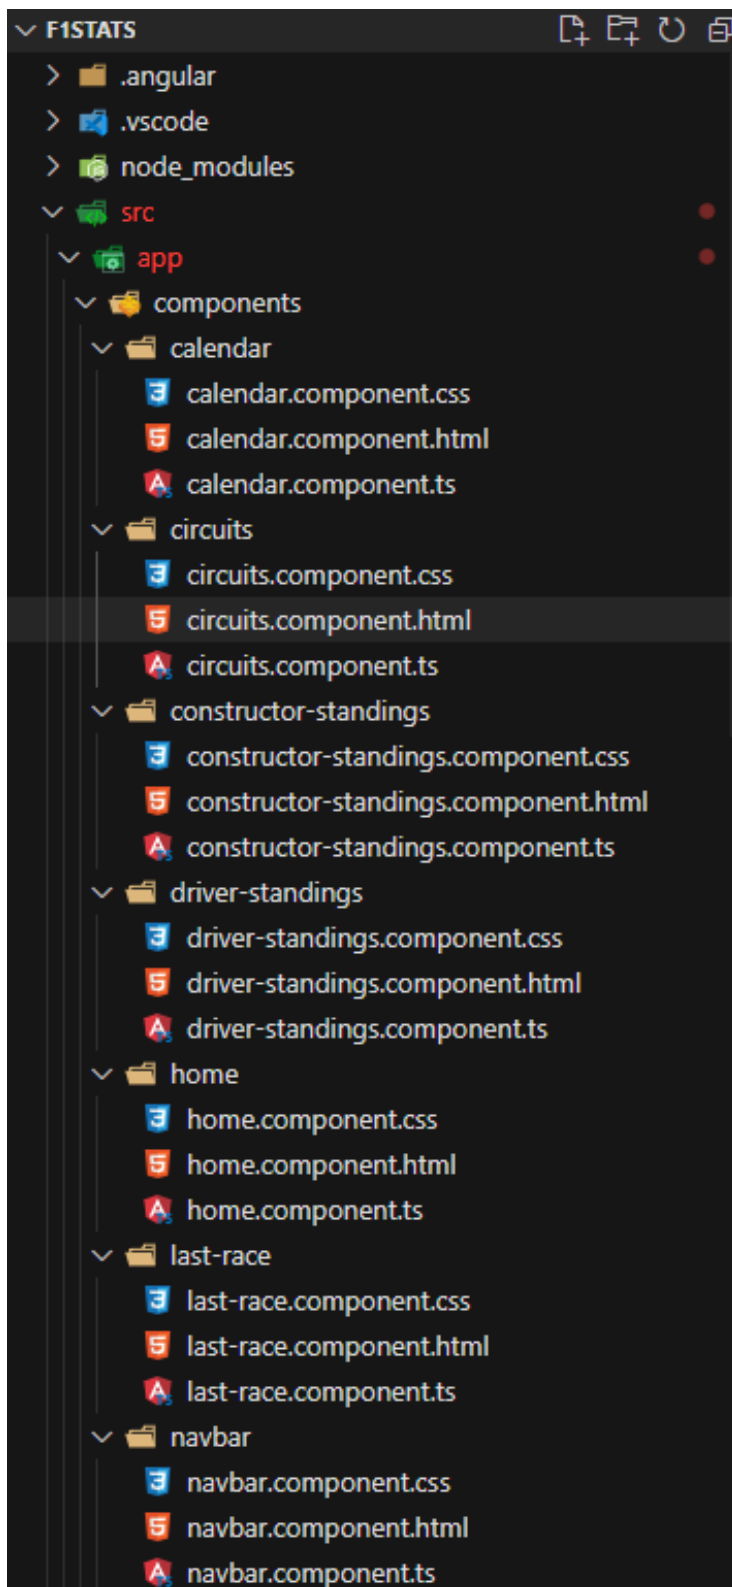 F1STATS
.angular
.vscode
node_modules
src
app
components
calendar
calendar.component.css
calendar.component.html
calendar.component.ts
circuits
circuits.component.css
circuits.component.html
circuits.component.ts
constructor-standings
constructor-standings.component.css
constructor-standings.component.html
constructor-standings.component.ts
driver-standings
driver-standings.component.css
driver-standings.component.html
driver-standings.component.ts
home
home.component.css
home.component.html
home.component.ts
last-race
last-race.component.css
last-race.component.html
last-race.component.ts
navbar
navbar.component.css
navbar.component.html
navbar.component.ts